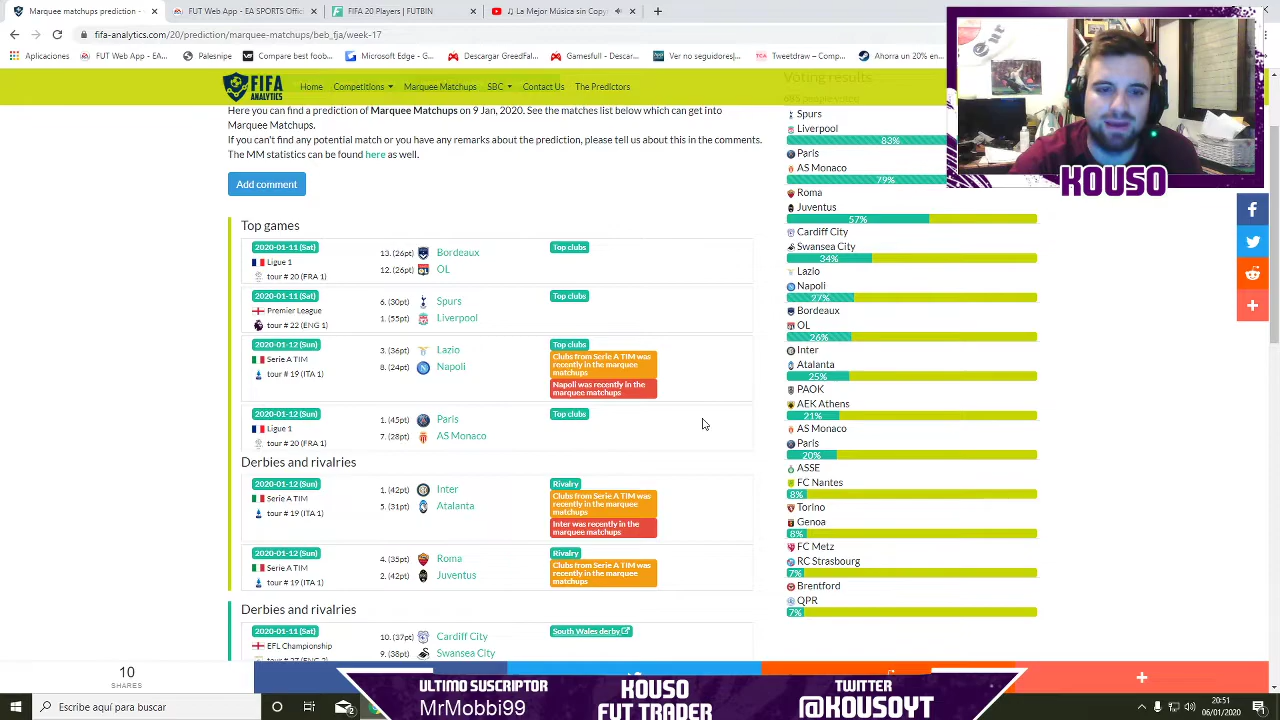 Marquee matchups prediction -
FUT Web App - EA SPORTS Offici
FIFA 20 Players
♫ La Mejor Música sin Copyri
fifa-analytics.com/20/prediction/marquee/bets.php
Aplicaciones
FUT Web App - EA...
Palesnipe
Compare best footb...
Microsoft Edge - G...
Descargar GreenFel...
Gamesfull - Descar...
Ver no seguidores|...
Tweetdraw – Comp...
Ahorra un 20% en...
FIFA
ANALYTICS
Home
Competitions
Marquee Matchups
SBC
Contact Us
The Predictors
Here you can find a preview of Marquee Matchups on 9 Jan, 2020. See the matches list below which can get into
Marquee Matchups.
If you can't find any potential match or you have any remarks about the prediction, please tell us about this in the comments.
The MM statistics can be found here as well.
Add comment
Top games
2020-01-11 (Sat)
Ligue 1
tour # 20 (FRA 1)
13. (26pt) Bordeaux
12. (26pt) OL
Top clubs
2020-01-11 (Sat)
Premier League
tour # 22 (ENG 1)
6. (30pt) Spurs
1. (55pt) Liverpool
Top clubs
2020-01-12 (Sun)
Serie A TIM
tour # 19 (ITA 1)
3. (36pt) Lazio
8. (24pt) Napoli
Top clubs
Clubs from Serie A TIM was
recently in the marquee
matchups
Napoli was recently in the
marquee matchups
2020-01-12 (Sun)
Ligue 1
tour # 20 (FRA 1)
1. (45pt) Paris
7. (28pt) AS Monaco
Top clubs
Derbies and rivalries
2020-01-12 (Sun)
Serie A TIM
tour # 19 (ITA 1)
1. (42pt) Inter
5. (31pt) Atalanta
Rivalry
Clubs from Serie A TIM was
recently in the marquee
matchups
Inter was recently in the
marquee matchups
2020-01-12 (Sun)
Serie A TIM
tour # 19 (ITA 1)
4. (35pt) Roma
2. (42pt) Juventus
Rivalry
Clubs from Serie A TIM was
recently in the marquee
matchups
Derbies and rivalries
2020-01-11 (Sat)
EFL Championship
tour # 27 (ENG 2)
10. (37pt) Cardiff City
9. (38pt) Swansea City
South Wales derby
Voting results
Spurs
Liverpool
83%
Paris
AS Monaco
79%
Roma
Juventus
57%
Cardiff City
Swansea City
34%
Lazio
Napoli
27%
Bordeaux
OL
26%
Inter
Atalanta
25%
PAOK
AEK Athens
21%
AS Monaco
Paris
20%
ASSE
FC Nantes
8%
Torino
Genoa
8%
FC Metz
RC Strasbourg
7%
Brentford
QPR
7%
KOUSO
10
SHARES
ULTIMO SUSCRIPTOR
MrMobbi99
KOUSO
FUT TRADER
TWITTER
@KOUSOYT
Escribe aquí para buscar
20:51
06/01/2020